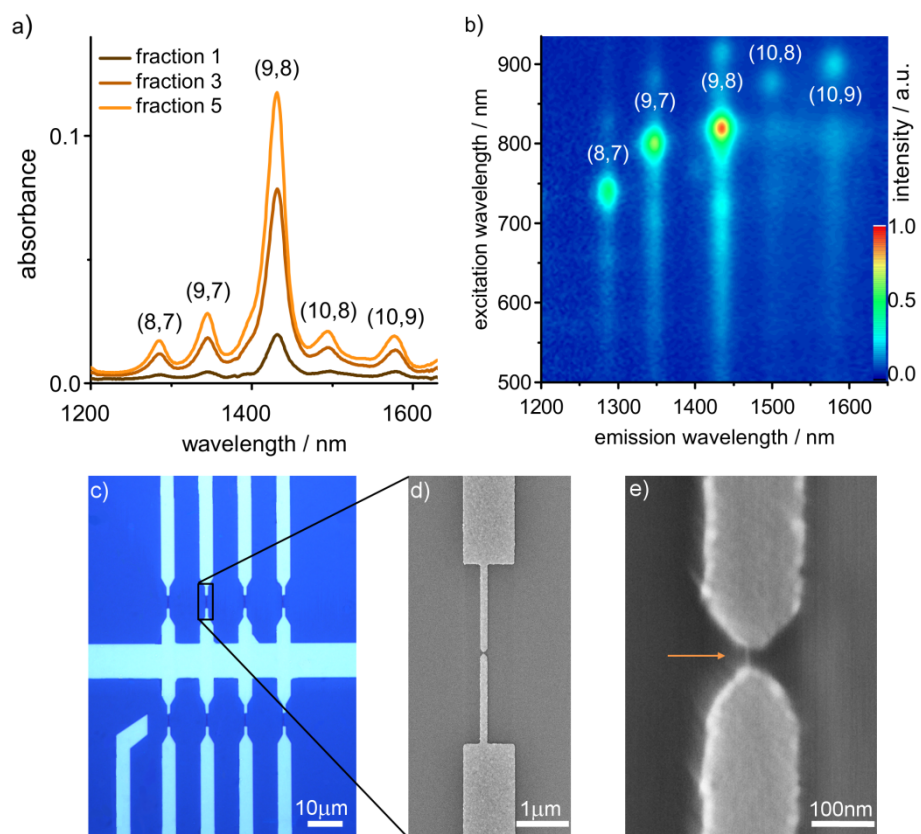 a)
fraction 1
fraction 3
fraction 5
(9,8)
0.1
absorbance
(8,7)
(9,7)
(10,8)
(10,9)
0.0
1200
1400
1600
wavelength / nm
b)
900
800
700
600
500
excitation wavelength / nm
(8,7)
(9,7)
(9,8)
(10,8)
(10,9)
1200
1300
1400
1500
1600
emission wavelength / nm
intensity / a.u.
1.0
0.5
0.0
c)
10µm
d)
1µm
e)
100nm